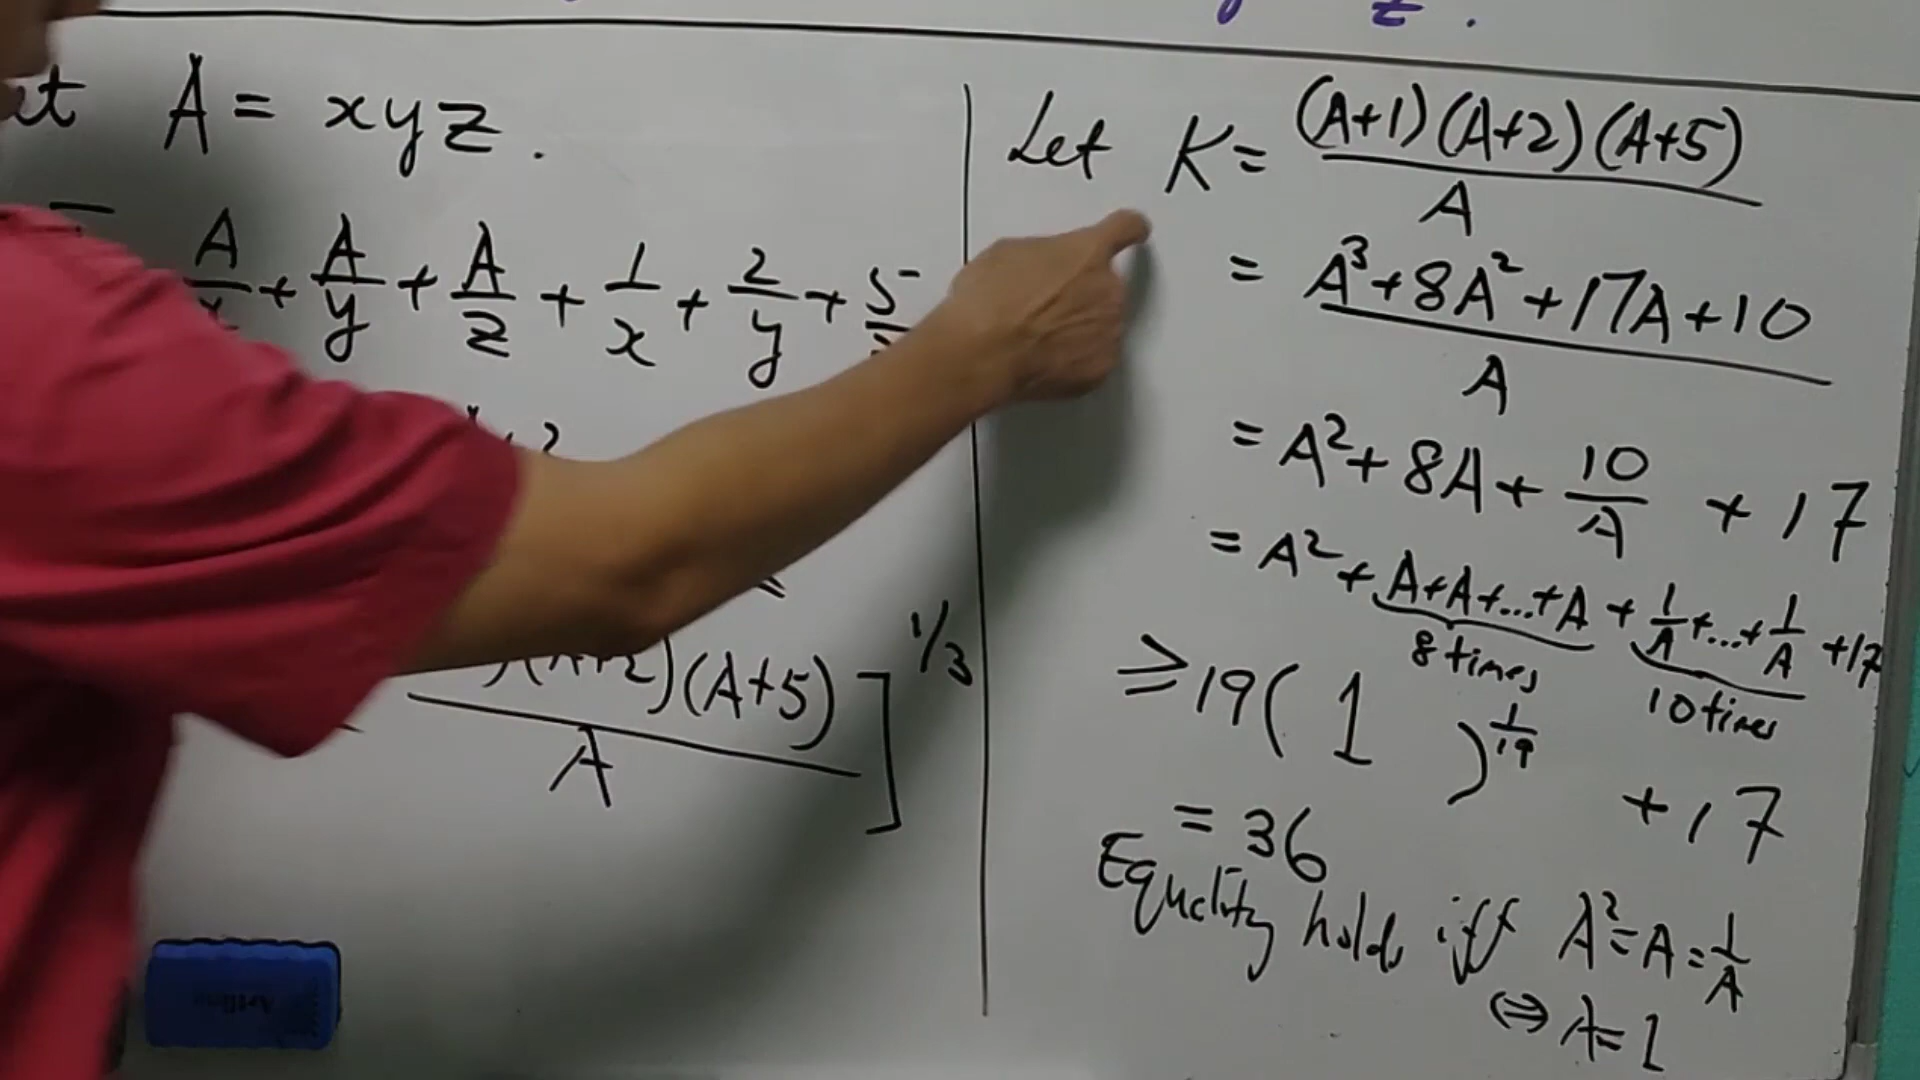 z.
A = xyz.
A/x + A/y + A/z + 1/x + 2/y + 5/
(A+2)(A+5)
A
]^{1/3}
Let K = (A+1)(A+2)(A+5)
A
= A³+8A²+17A+10
A
= A²+8A+10/A +17
= A²+A+A+...+A+1/A+...+1/A+17
8 times
10 times
≥19( 1 )^{1/19} +17
= 36
Equality holds iff A²=A=1/A
⇔ A=1